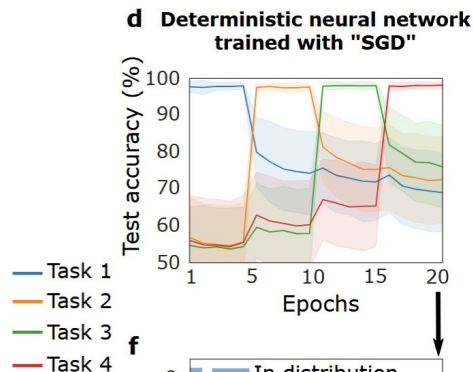 d Deterministic neural network
trained with "SGD"
Test accuracy (%)
100
90
80
70
60
50
1
5
10
15
20
Epochs
Task 1
Task 2
Task 3
Task 4
f
In distribution